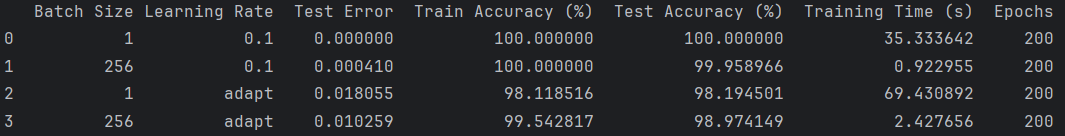 Batch Size Learning Rate Test Error Train Accuracy (%) Test Accuracy (%) Training Time (s) Epochs
0 1 0.1 0.000000 100.000000 100.000000 35.333642 200
1 256 0.1 0.000410 100.000000 99.958966 0.922955 200
2 1 adapt 0.018055 98.118516 98.194501 69.430892 200
3 256 adapt 0.010259 99.542817 98.974149 2.427656 200